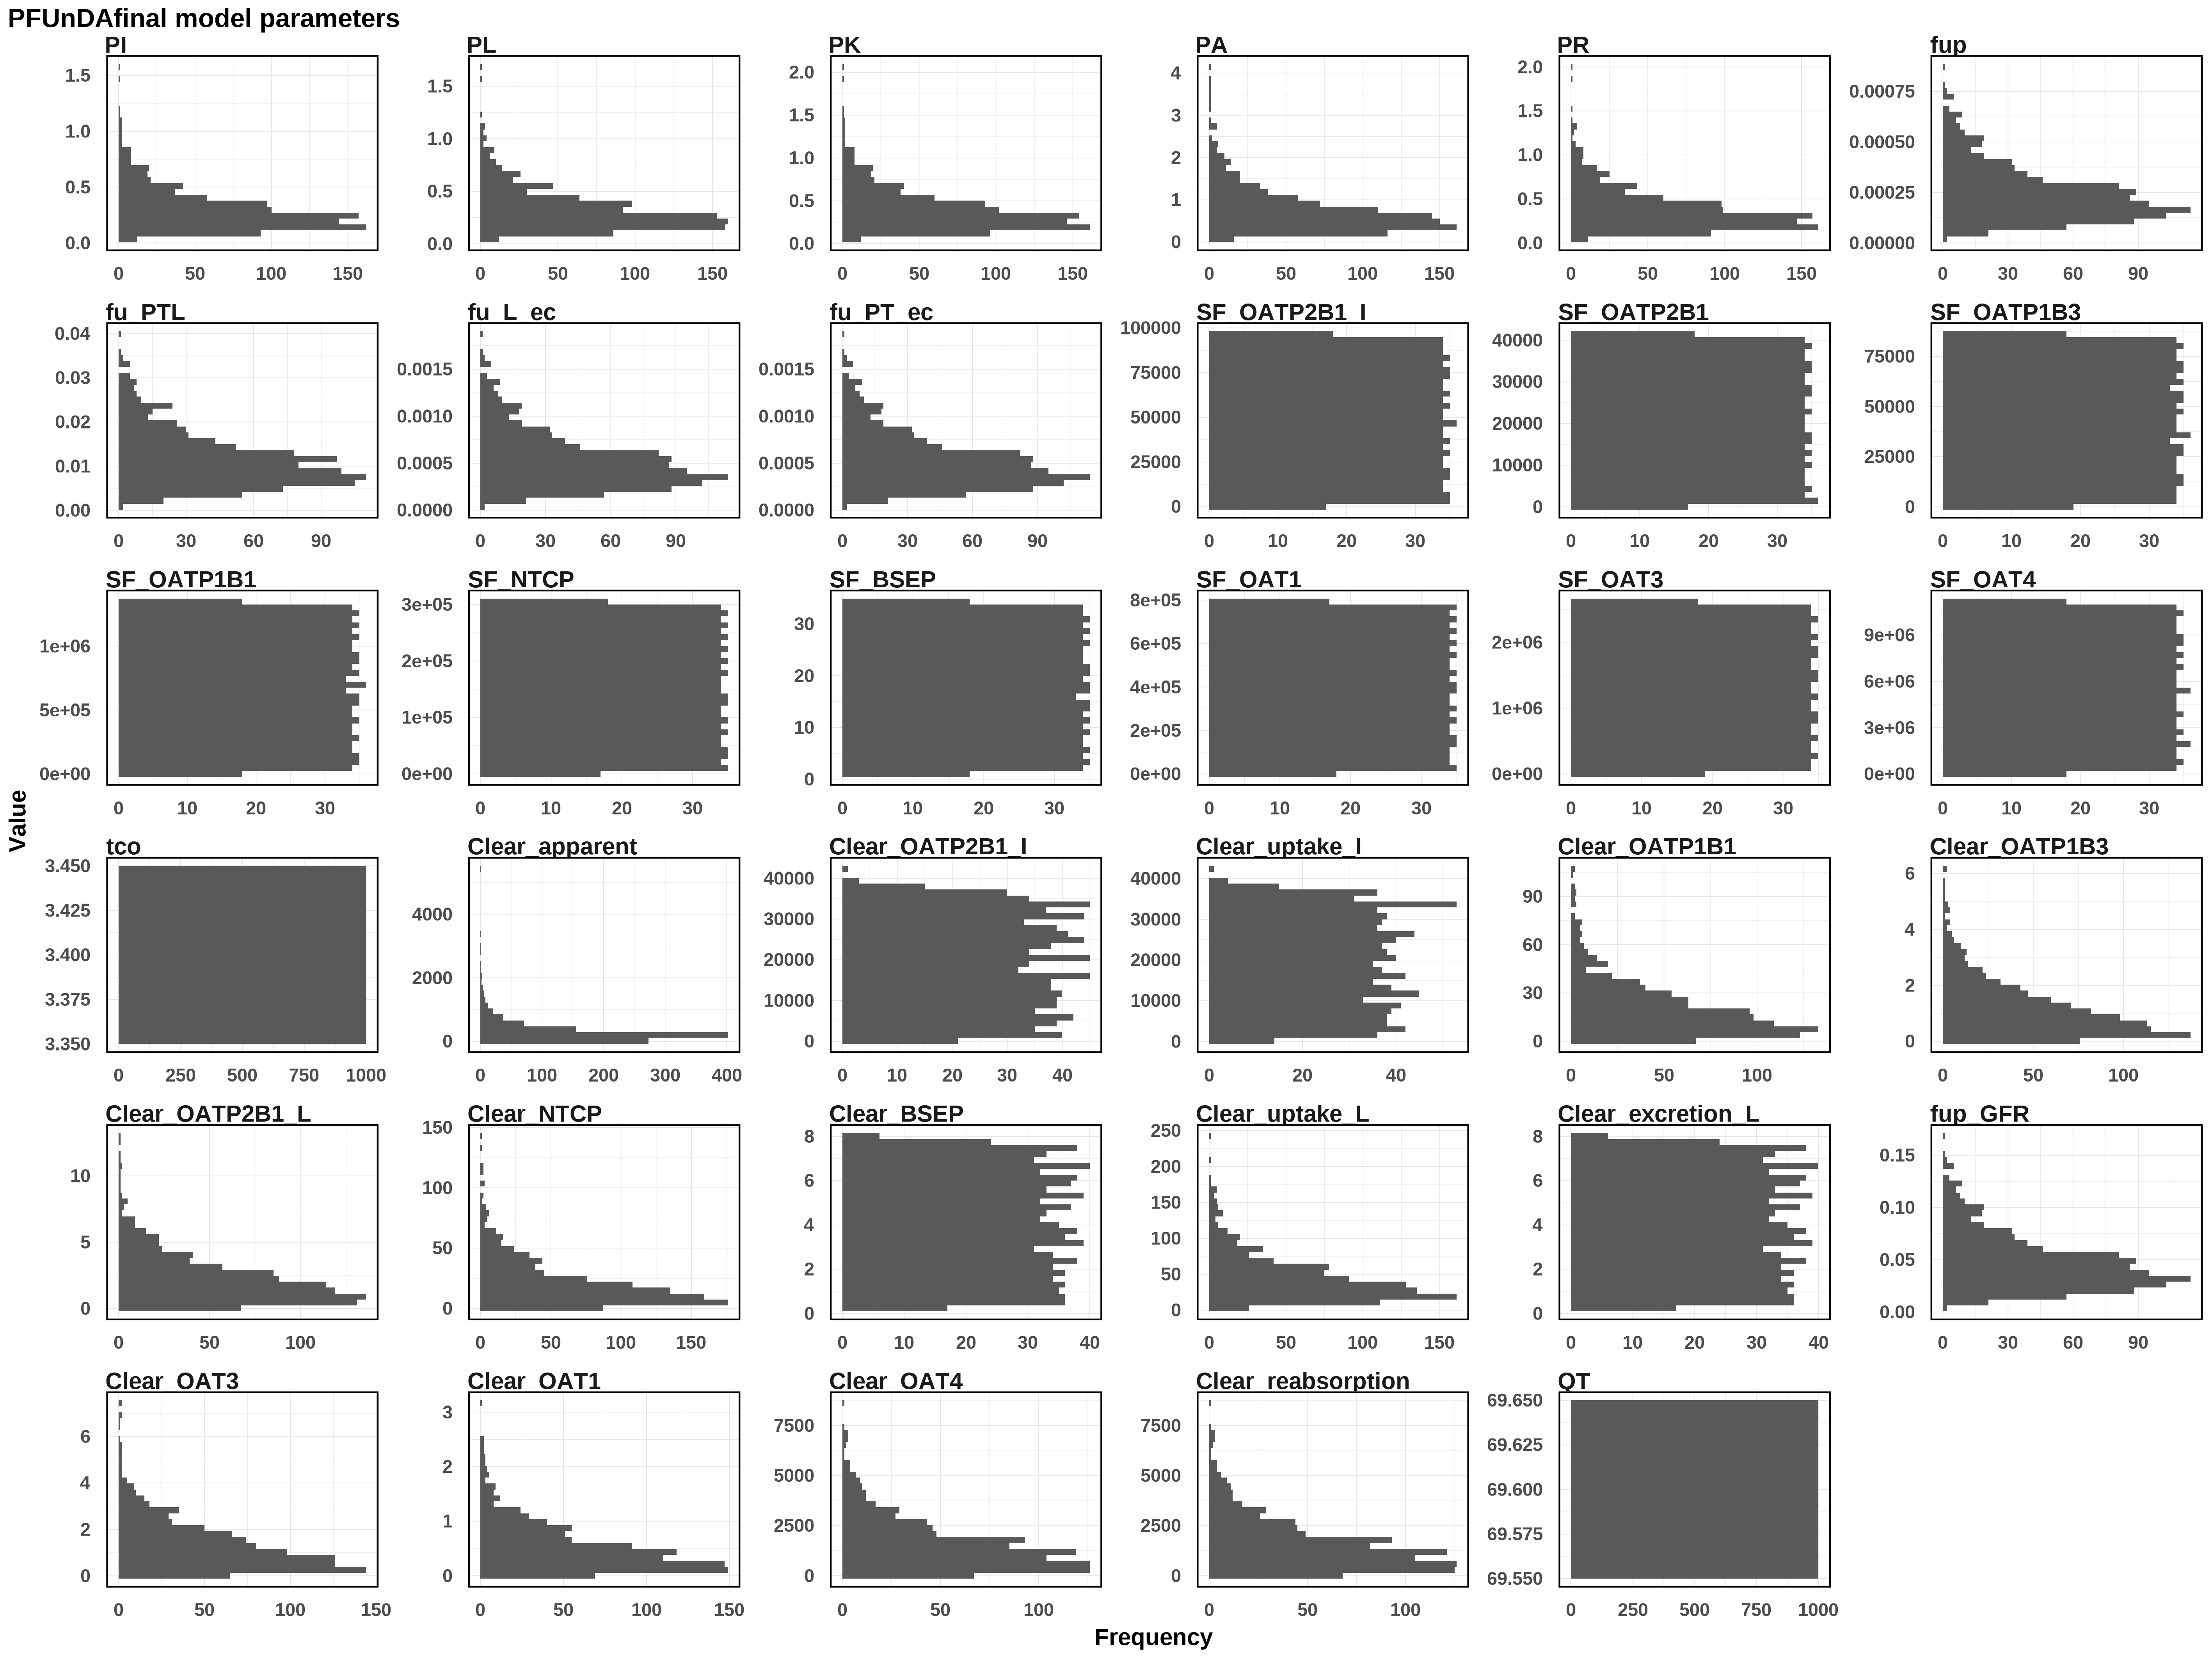 PFUnDAfinal model parameters
PI PL PK PA PR fup
1.5 1.0 0.5 0.0
0 50 100 150
1.5 1.0 0.5 0.0
0 50 100 150
2.0 1.5 1.0 0.5 0.0
0 50 100 150
4 3 2 1 0
0 50 100 150
2.0 1.5 1.0 0.5 0.0
0 50 100 150
0.00075 0.00050 0.00025 0.00000
0 30 60 90
fu_PTL fu_L_ec fu_PT_ec SF_OATP2B1_I SF_OATP2B1 SF_OATP1B3
0.04 0.03 0.02 0.01 0.00
0 30 60 90
0.0015 0.0010 0.0005 0.0000
0 30 60 90
0.0015 0.0010 0.0005 0.0000
0 30 60 90
100000 75000 50000 25000 0
0 10 20 30
40000 30000 20000 10000 0
0 10 20 30
75000 50000 25000 0
0 10 20 30
SF_OATP1B1 SF_NTCP SF_BSEP SF_OAT1 SF_OAT3 SF_OAT4
1e+06 5e+05 0e+00
0 10 20 30
3e+05 2e+05 1e+05 0e+00
0 10 20 30
30 20 10 0
0 10 20 30
8e+05 6e+05 4e+05 2e+05 0e+00
0 10 20 30
2e+06 1e+06 0e+00
0 10 20 30
9e+06 6e+06 3e+06 0e+00
0 10 20 30
Value
tco Clear_apparent Clear_OATP2B1_I Clear_uptake_I Clear_OATP1B1 Clear_OATP1B3
3.450 3.425 3.400 3.375 3.350
0 250 500 750 1000
4000 2000 0
0 100 200 300 400
40000 30000 20000 10000 0
0 10 20 30 40
40000 30000 20000 10000 0
0 20 40
90 60 30 0
0 50 100
6 4 2 0
0 50 100
Clear_OATP2B1_L Clear_NTCP Clear_BSEP Clear_uptake_L Clear_excretion_L fup_GFR
10 5 0
0 50 100
150 100 50 0
0 50 100 150
8 6 4 2 0
0 10 20 30 40
250 200 150 100 50 0
0 50 100 150
8 6 4 2 0
0 10 20 30 40
0.15 0.10 0.05 0.00
0 30 60 90
Clear_OAT3 Clear_OAT1 Clear_OAT4 Clear_reabsorption QT
6 4 2 0
0 50 100 150
3 2 1 0
0 50 100 150
7500 5000 2500 0
0 50 100
7500 5000 2500 0
0 50 100
69.650 69.625 69.600 69.575 69.550
0 250 500 750 1000
Frequency